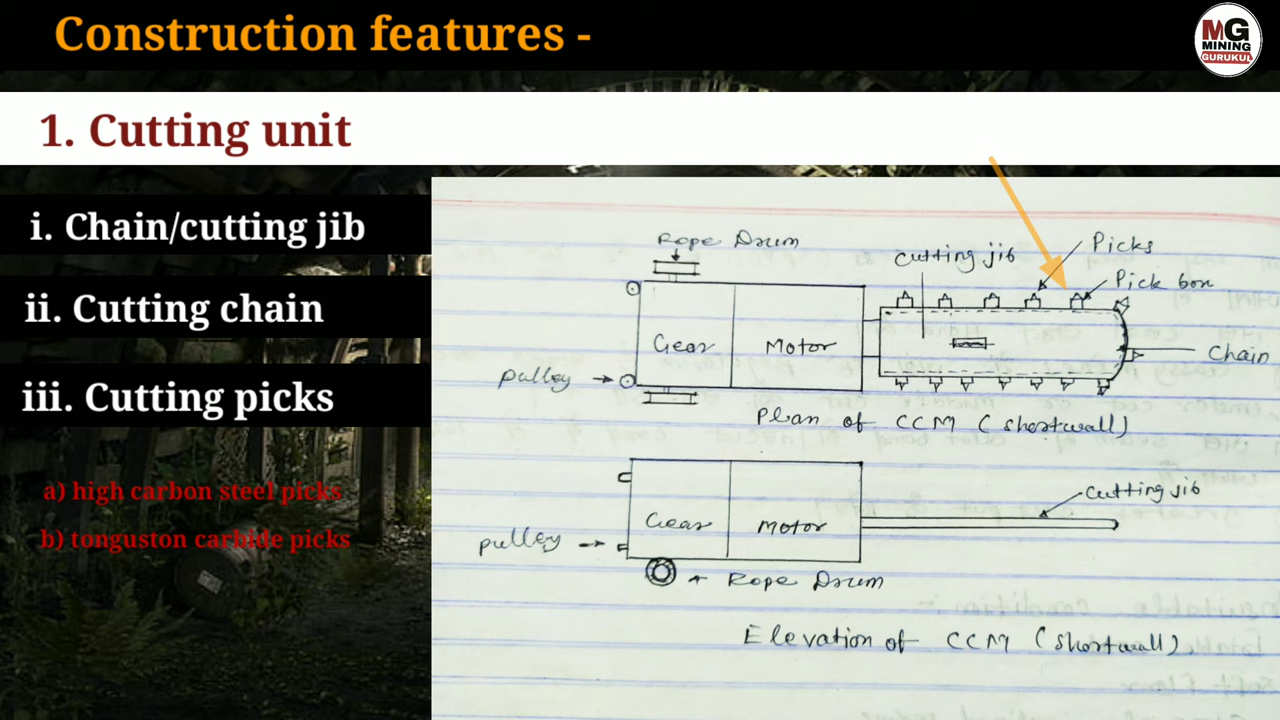 Construction features -
MG
MINING
GURUKUL
1. Cutting unit
i. Chain/cutting jib
ii. Cutting chain
iii. Cutting picks
a) high carbon steel picks
b) tonguston carbide picks
Rope Drum
Cutting jib
Picks
Pick box
Gear
Motor
Chain
pulley
Plan of CCM (shortwall)
Cutting jib
Gear
Motor
pulley
Rope Drum
Elevation of CCM (shortwall).